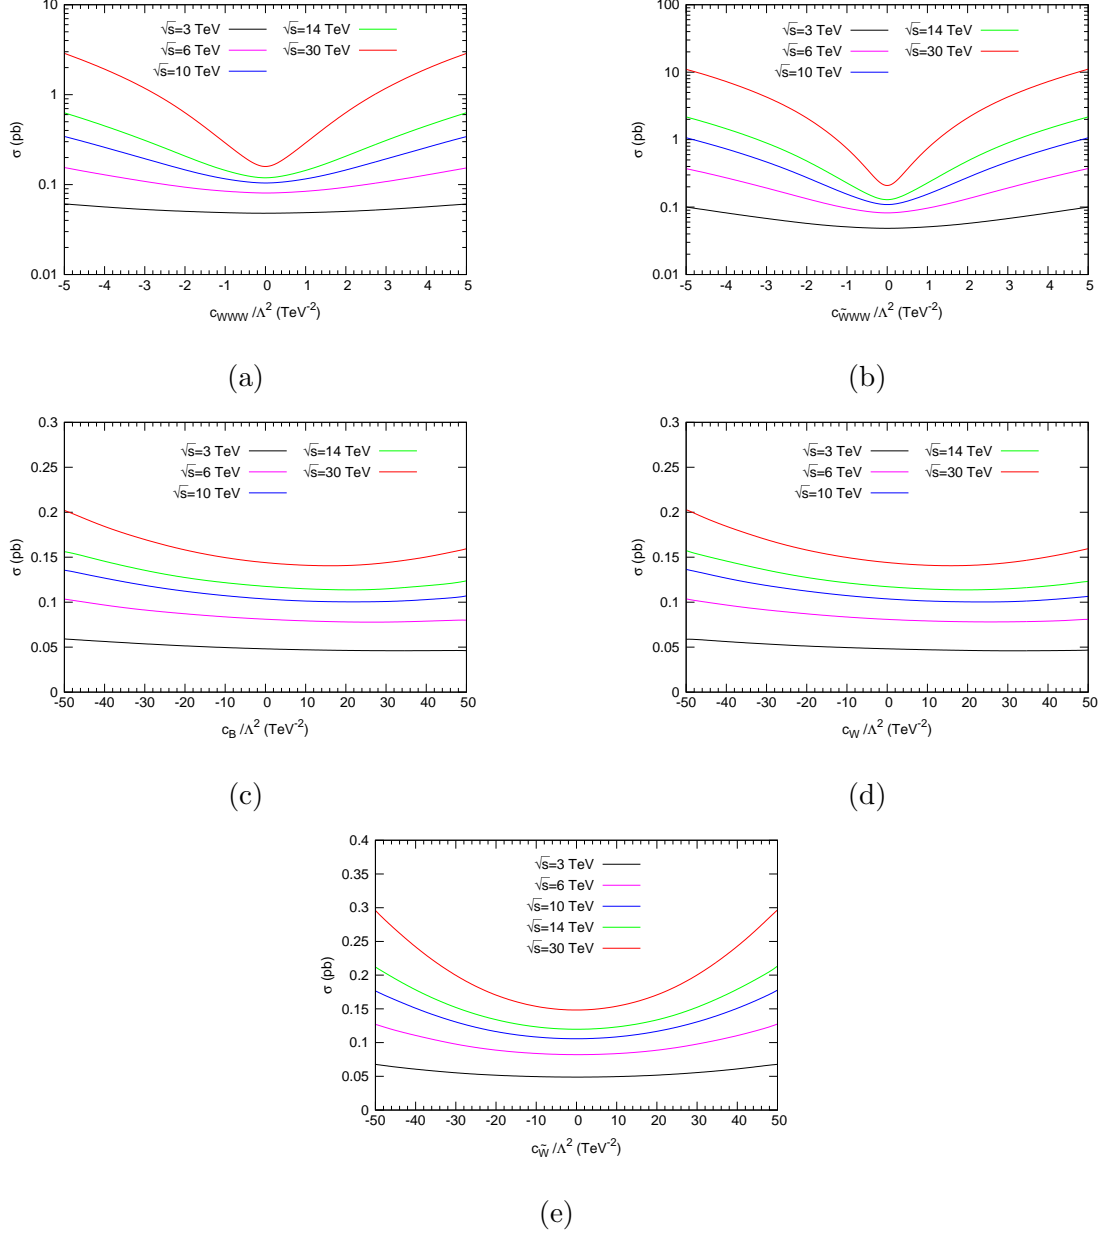 10
1
0.1
0.01
σ (pb)
√s=3 TeV √s=14 TeV
√s=6 TeV √s=30 TeV
√s=10 TeV
-5 -4 -3 -2 -1 0 1 2 3 4 5
c_WWW /Λ² (TeV⁻²)
(a)
100
10
1
0.1
0.01
σ (pb)
√s=3 TeV √s=14 TeV
√s=6 TeV √s=30 TeV
√s=10 TeV
-5 -4 -3 -2 -1 0 1 2 3 4 5
c_W̃WW /Λ² (TeV⁻²)
(b)
0.3
0.25
0.2
0.15
0.1
0.05
0
σ (pb)
√s=3 TeV √s=14 TeV
√s=6 TeV √s=30 TeV
√s=10 TeV
-50 -40 -30 -20 -10 0 10 20 30 40 50
c_B /Λ² (TeV⁻²)
(c)
0.3
0.25
0.2
0.15
0.1
0.05
0
σ (pb)
√s=3 TeV √s=14 TeV
√s=6 TeV √s=30 TeV
√s=10 TeV
-50 -40 -30 -20 -10 0 10 20 30 40 50
c_W /Λ² (TeV⁻²)
(d)
0.4
0.35
0.3
0.25
0.2
0.15
0.1
0.05
0
σ (pb)
√s=3 TeV
√s=6 TeV
√s=10 TeV
√s=14 TeV
√s=30 TeV
-50 -40 -30 -20 -10 0 10 20 30 40 50
c_W̃ /Λ² (TeV⁻²)
(e)